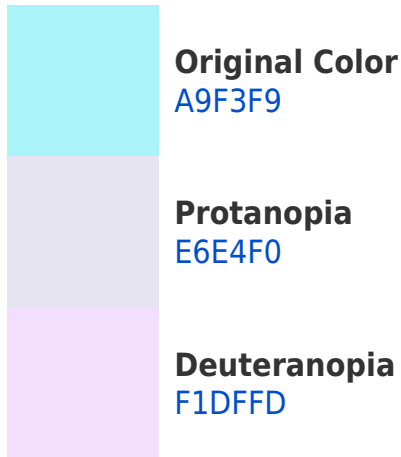 Original Color
A9F3F9
Protanopia
E6E4F0
Deuteranopia
F1DFFD